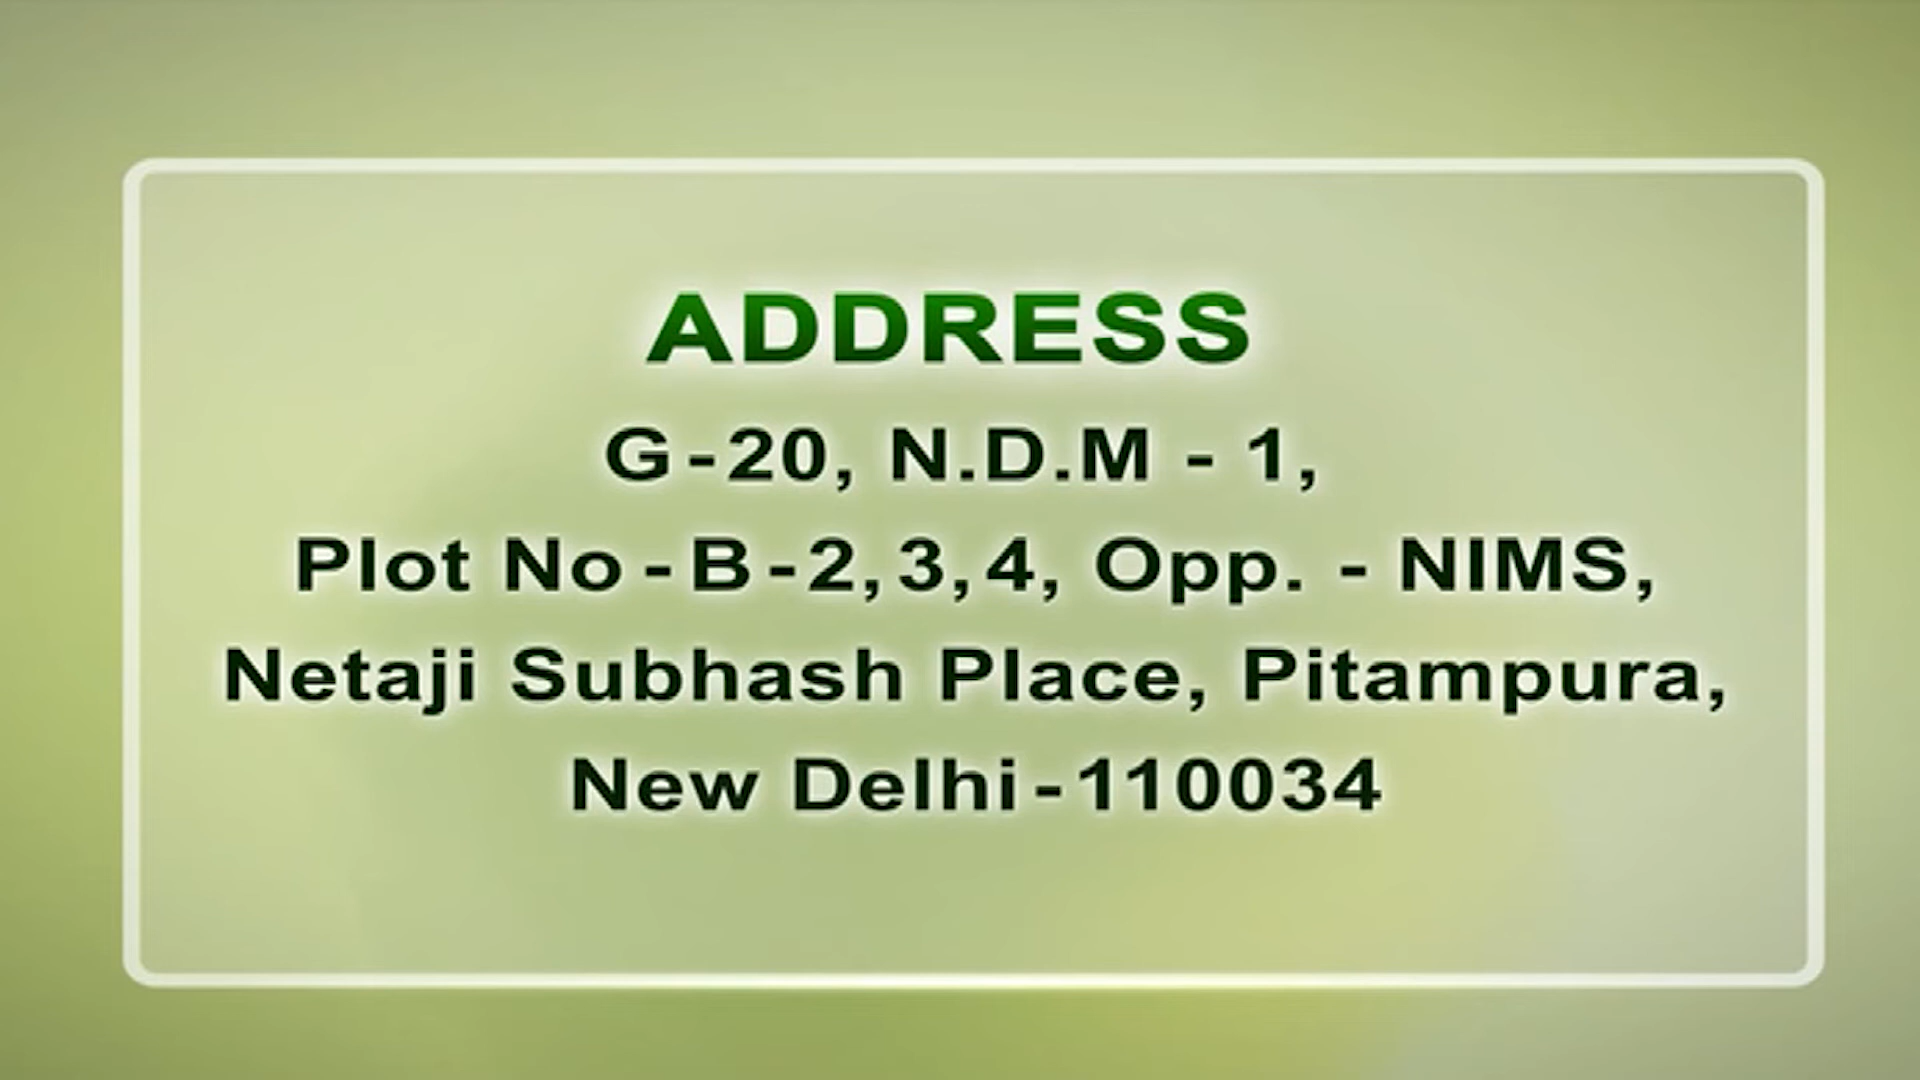 ADDRESS
G-20, N.D.M - 1,
Plot No-B-2,3,4, Opp. - NIMS,
Netaji Subhash Place, Pitampura,
New Delhi-110034